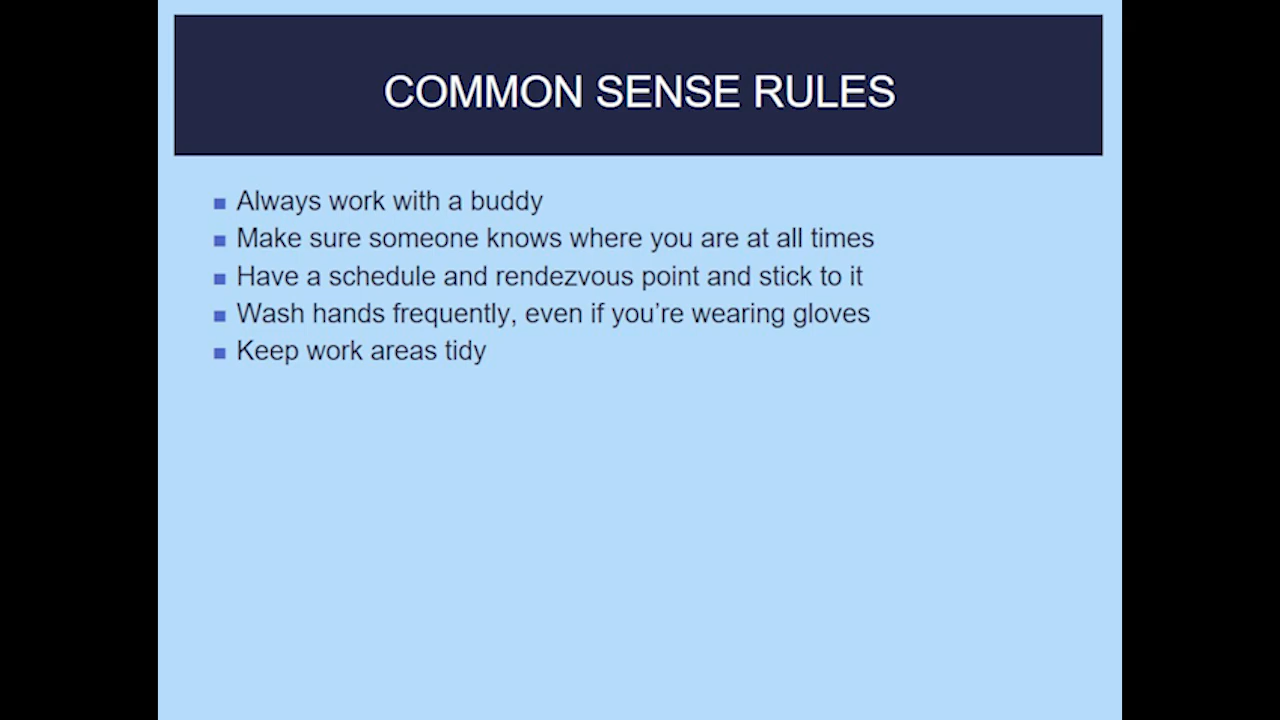 COMMON SENSE RULES
Always work with a buddy
Make sure someone knows where you are at all times
Have a schedule and rendezvous point and stick to it
Wash hands frequently, even if you’re wearing gloves
Keep work areas tidy